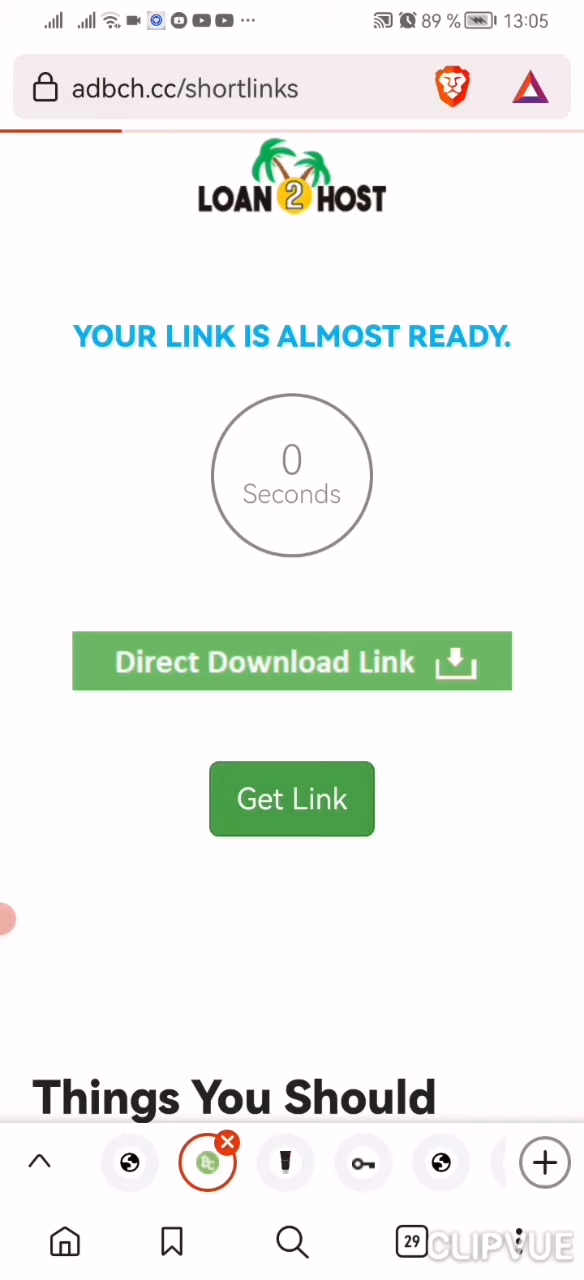 89 % 13:05
adbch.cc/shortlinks
LOAN 2 HOST
YOUR LINK IS ALMOST READY.
0
Seconds
Direct Download Link
Get Link
Things You Should
29
CLIPVUE